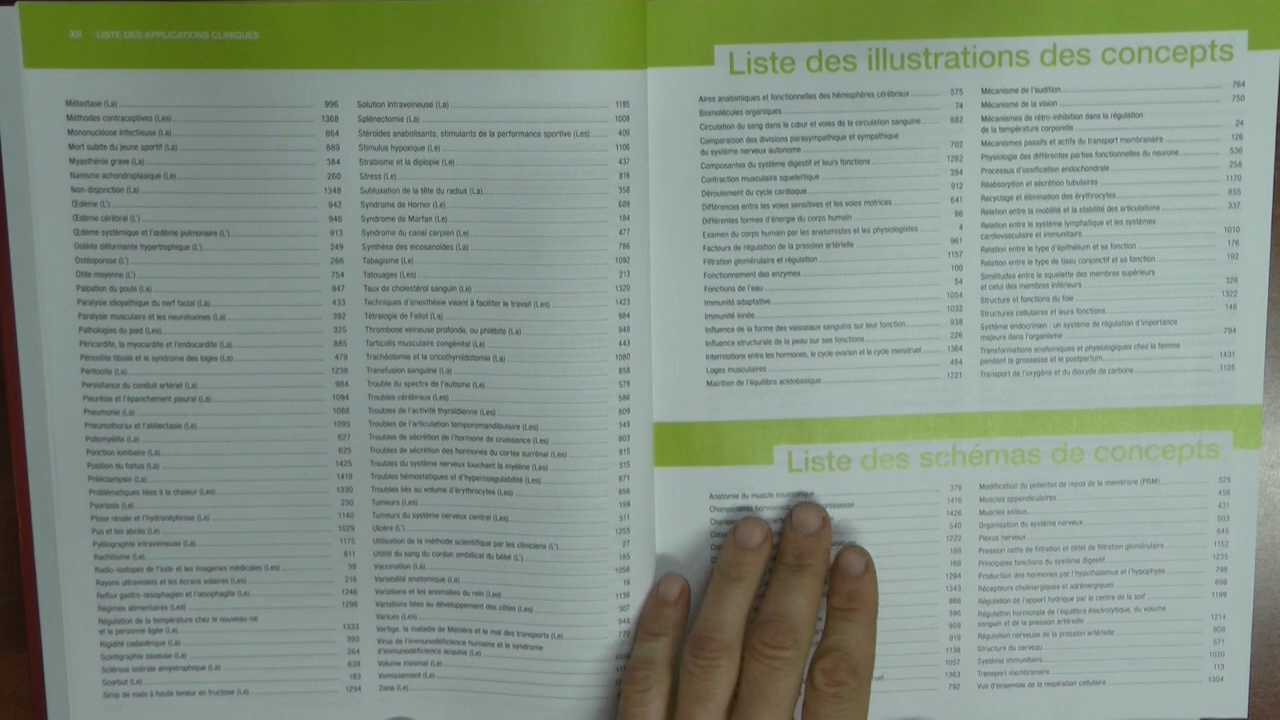 XII LISTE DES APPLICATIONS CLINIQUES
Métastase (La) 996
Méthodes contraceptives (Les) 1368
Mononucléose infectieuse (La) 864
Mort subite du jeune sportif (La) 889
Myasthénie grave (La) 384
Nanisme achondroplasique (Le) 260
Non-disjonction (La) 1348
Œdème (L') 942
Œdème cérébral (L') 946
Œdème systémique et l'œdème pulmonaire (L') 913
Ostéite déformante hypertrophique (L') 249
Ostéoporose (L') 266
Otite moyenne (L') 754
Palpation du pouls (La) 947
Paralysie idiopathique du nerf facial (La) 433
Paralysie musculaire et les neurotoxines (La) 392
Pathologies du pied (Les) 325
Péricardite, la myocardite et l'endocardite (La) 885
Périostite tibiale et le syndrome des loges (La) 479
Péritonite (La) 1238
Persistance du conduit artériel (La) 984
Pleurésie et l'épanchement pleural (La) 1094
Pneumonie (La) 1088
Pneumothorax et l'atélectasie (Le) 1095
Poliomyélite (La) 627
Ponction lombaire (La) 625
Position du fœtus (La) 1425
Prééclampsie (La) 1419
Problématiques liées à la chaleur (Les) 1330
Psoriasis (Le) 230
Ptose rénale et l'hydronéphrose (La) 1140
Pus et les abcès (Le) 1029
Pyélographie intraveineuse (La) 1175
Rachitisme (Le) 811
Radio-isotopes de l'iode et les imageries médicales (Les) 39
Rayons ultraviolets et les écrans solaires (Les) 216
Reflux gastro-œsophagien et l'œsophagite (Le) 1246
Régimes alimentaires (Les) 1296
Régulation de la température chez le nouveau-né
et la personne âgée (La) 1333
Rigidité cadavérique (La) 393
Scintigraphie osseuse (La) 264
Sclérose latérale amyotrophique (La) 639
Scorbut (Le) 183
Sirop de maïs à haute teneur en fructose (Le) 1294
Solution intraveineuse (La) 1195
Splénectomie (La) 1008
Stéroïdes anabolisants, stimulants de la performance sportive (Les) 409
Stimulus hypoxique (Le) 1106
Strabisme et la diplopie (Le) 437
Stress (Le) 816
Subluxation de la tête du radius (La) 358
Syndrome de Horner (Le) 689
Syndrome de Marfan (Le) 184
Syndrome du canal carpien (Le) 477
Synthèse des eicosanoïdes (La) 786
Tabagisme (Le) 1092
Tatouages (Les) 213
Taux de cholestérol sanguin (Le) 1320
Techniques d'anesthésie visant à faciliter le travail (Les) 1423
Tétralogie de Fallot (La) 984
Thrombose veineuse profonde, ou phlébite (La) 948
Torticolis musculaire congénital (Le) 443
Trachéotomie et la cricothyroïdotomie (La) 1080
Transfusion sanguine (La) 858
Trouble du spectre de l'autisme (Le) 578
Troubles cérébraux (Les) 586
Troubles de l'activité thyroïdienne (Les) 809
Troubles de l'articulation temporomandibulaire (Les) 349
Troubles de sécrétion de l'hormone de croissance (Les) 803
Troubles de sécrétion des hormones du cortex surrénal (Les) 815
Troubles du système nerveux touchant la myéline (Les) 515
Troubles hémostatiques et d'hypercoagulabilité (Les) 871
Troubles liés au volume d'érythrocytes (Les) 856
Tumeurs (Les) 159
Tumeurs du système nerveux central (Les) 511
Ulcère (L') 1255
Utilisation de la méthode scientifique par les cliniciens (L') 27
Utilité du sang du cordon ombilical du bébé (L') 185
Vaccination (La) 1056
Variabilité anatomique (La) 19
Variations et les anomalies du rein (Les) 1136
Variations liées au développement des côtes (Les) 307
Varices (Les) 948
Vertige, la maladie de Ménière et le mal des transports (Le) 770
Virus de l'immunodéficience humaine et le syndrome
d'immunodéficience acquise (Le)
Volume minimal (Le)
Vomissement (Le)
Zona (Le)
Liste des illustrations des concepts
Aires anatomiques et fonctionnelles des hémisphères cérébraux 575
Biomolécules organiques 74
Circulation du sang dans le cœur et voies de la circulation sanguine 882
Comparaison des divisions parasympathique et sympathique
du système nerveux autonome 702
Composantes du système digestif et leurs fonctions 1282
Contraction musculaire squelettique 394
Déroulement du cycle cardiaque 912
Différences entre les voies sensitives et les voies motrices 641
Différentes formes d'énergie du corps humain 86
Examen du corps humain par les anatomistes et les physiologistes 4
Facteurs de régulation de la pression artérielle 961
Filtration glomérulaire et régulation 1157
Fonctionnement des enzymes 100
Fonctions de l'eau 54
Immunité adaptative 1054
Immunité innée 1032
Influence de la forme des vaisseaux sanguins sur leur fonction 938
Influence structurale de la peau sur ses fonctions 226
Interrelations entre les hormones, le cycle ovarien et le cycle menstruel 1364
Loges musculaires 464
Maintien de l'équilibre acidobasique 1221
Mécanisme de l'audition 764
Mécanisme de la vision 750
Mécanismes de rétro-inhibition dans la régulation
de la température corporelle 24
Mécanismes passifs et actifs du transport membranaire 126
Physiologie des différentes parties fonctionnelles du neurone 536
Processus d'ossification endochondrale 258
Réabsorption et sécrétion tubulaires 1170
Recyclage et élimination des érythrocytes 855
Relation entre la mobilité et la stabilité des articulations 337
Relation entre le système lymphatique et les systèmes
cardiovasculaire et immunitaire 1010
Relation entre le type d'épithélium et sa fonction 176
Relation entre le type de tissu conjonctif et sa fonction 192
Similitudes entre le squelette des membres supérieurs
et celui des membres inférieurs 326
Structure et fonctions du foie 1322
Structures cellulaires et leurs fonctions 146
Système endocrinien : un système de régulation d'importance
majeure dans l'organisme 794
Transformations anatomiques et physiologiques chez la femme
pendant la grossesse et le postpartum 1431
Transport de l'oxygène et du dioxyde de carbone 1125
Liste des schémas de concepts
Anatomie du muscle squelettique 378
1416
1426
540
1222
188
166
1294
1343
866
396
959
919
1138
1057
1363
792
Modification du potentiel de repos de la membrane (PRM) 525
Muscles appendiculaires 458
Muscles axiaux 431
Organisation du système nerveux 503
Plexus nerveux 645
Pression nette de filtration et débit de filtration glomérulaire 1162
Principales fonctions du système digestif 1235
Production des hormones par l'hypothalamus et l'hypophyse 798
Récepteurs cholinergiques et adrénergiques 698
Régulation de l'apport hydrique par le centre de la soif 1199
Régulation hormonale de l'équilibre électrolytique, du volume
sanguin et de la pression artérielle 1214
Régulation nerveuse de la pression artérielle 956
Structure du cerveau 571
Système immunitaire 1020
Transport membranaire 113
Vue d'ensemble de la respiration cellulaire 1304